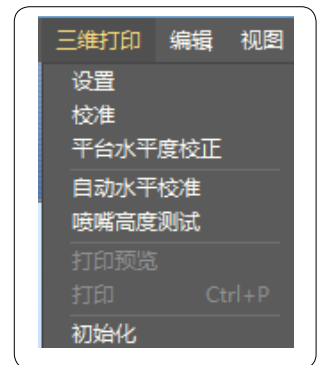 三维打印 编辑 视图
设置
校准
平台水平度校正
自动水平校准
喷嘴高度测试
打印预览
打印 Ctrl+P
初始化